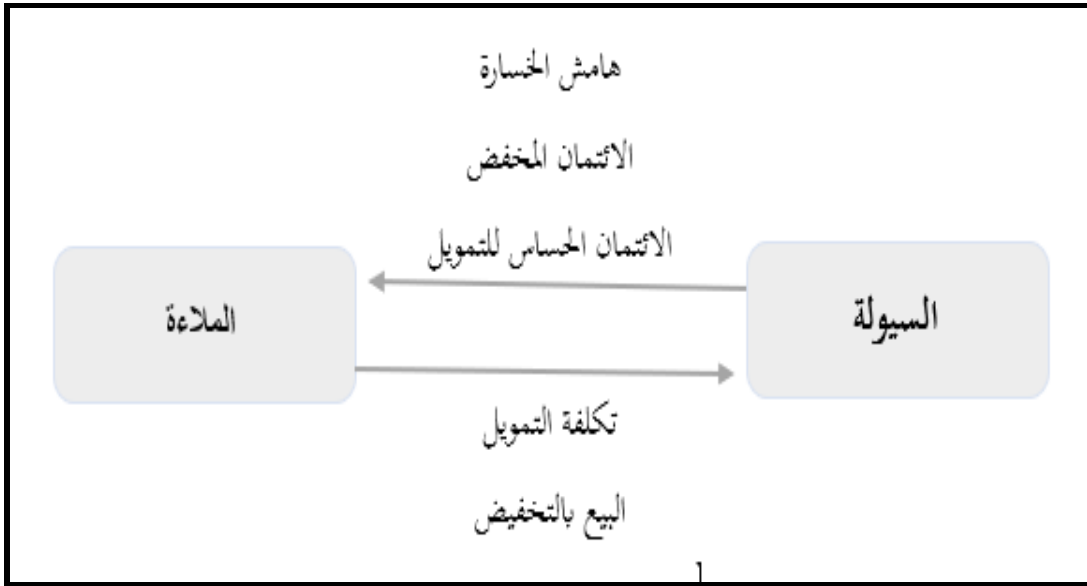 هامش الخسارة
الائتمان المخفض
الائتمان الحساس للتمويل
السيولة
الملاءة
تكلفة التمويل
البيع بالتخفيض